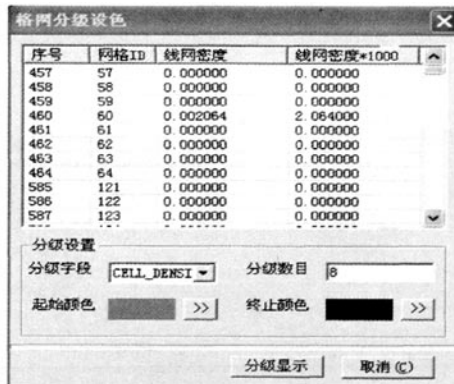 格网分级设色
序号 网格ID 线网密度 线网密度*1000
457 57 0.000000 0.000000
458 58 0.000000 0.000000
459 59 0.000000 0.000000
460 60 0.002064 2.064000
461 61 0.000000 0.000000
462 62 0.000000 0.000000
463 63 0.000000 0.000000
464 64 0.000000 0.000000
585 121 0.000000 0.000000
586 122 0.000000 0.000000
587 123 0.000000 0.000000
分级设置
分级字段 CELL_DENSI 分级数目 8
起始颜色 >> 终止颜色 >>
分级显示 取消(C)